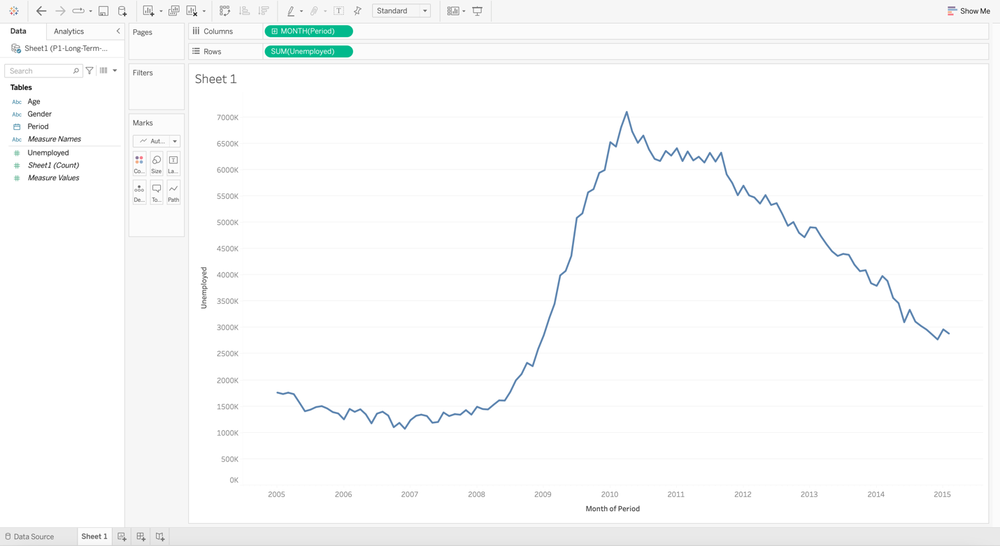 Standard
Show Me
Data
Analytics
Sheet1 (P1-Long-Term-...
Search
Tables
Abc Age
Abc Gender
Period
Abc Measure Names
Unemployed
Sheet1 (Count)
Measure Values
Pages
Filters
Marks
Aut...
Co...
Size
La...
De...
To...
Path
Columns
MONTH(Period)
Rows
SUM(Unemployed)
Sheet 1
Unemployed
7000K
6500K
6000K
5500K
5000K
4500K
4000K
3500K
3000K
2500K
2000K
1500K
1000K
500K
0K
2005 2006 2007 2008 2009 2010 2011 2012 2013 2014 2015
Month of Period
Data Source
Sheet 1